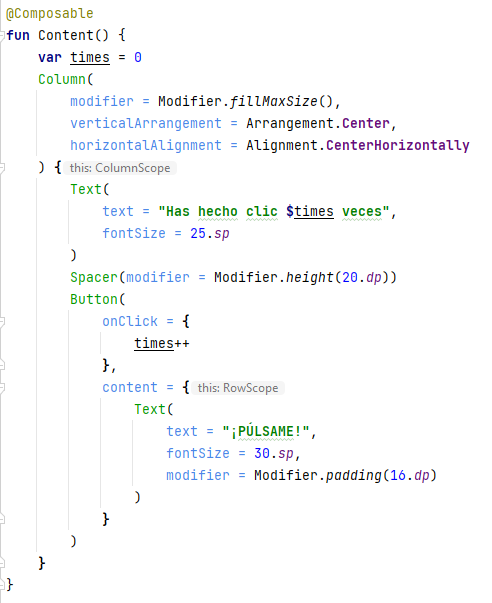 @Composable
fun Content() {
    var times = 0
    Column(
        modifier = Modifier.fillMaxSize(),
        verticalArrangement = Arrangement.Center,
        horizontalAlignment = Alignment.CenterHorizontally
    ) { this: ColumnScope
        Text(
            text = "Has hecho clic $times veces",
            fontSize = 25.sp
        )
        Spacer(modifier = Modifier.height(20.dp))
        Button(
            onClick = {
                times++
            },
            content = { this: RowScope
                Text(
                    text = "¡PÚLSAME!",
                    fontSize = 30.sp,
                    modifier = Modifier.padding(16.dp)
                )
            }
        )
    }
}